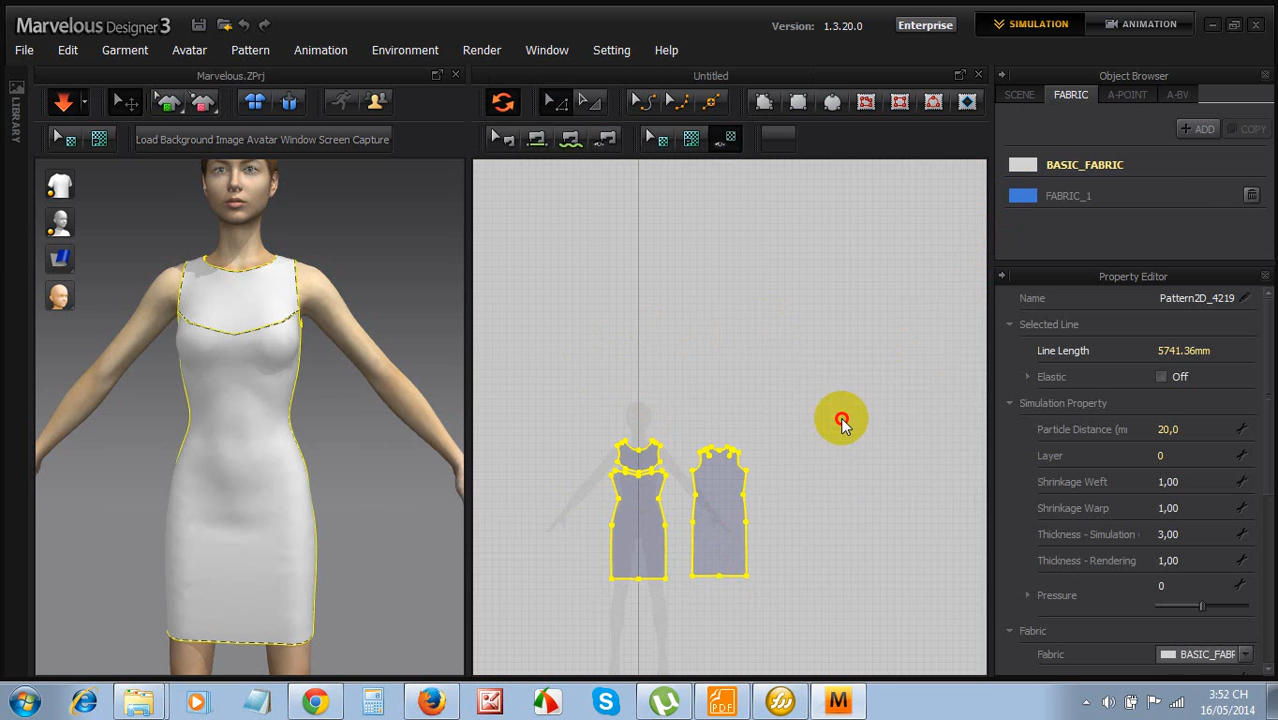 Marvelous Designer 3
Version: 1.3.20.0
Enterprise
SIMULATION
ANIMATION
File Edit Garment Avatar Pattern Animation Environment Render Window Setting Help
Marvelous.ZPrj
Untitled
Object Browser
LIBRARY
SCENE FABRIC A-POINT A-BV
Load Background Image Avatar Window Screen Capture
+ ADD COPY
BASIC_FABRIC
FABRIC_1
Property Editor
Name Pattern2D_4219
Selected Line
Line Length 5741.36mm
Elastic Off
Simulation Property
Particle Distance (m 20,0
Layer 0
Shrinkage Weft 1,00
Shrinkage Warp 1,00
Thickness - Simulation 3,00
Thickness - Rendering 1,00
Pressure 0
Fabric
Fabric BASIC_FABF
PDF
M
3:52 CH
16/05/2014